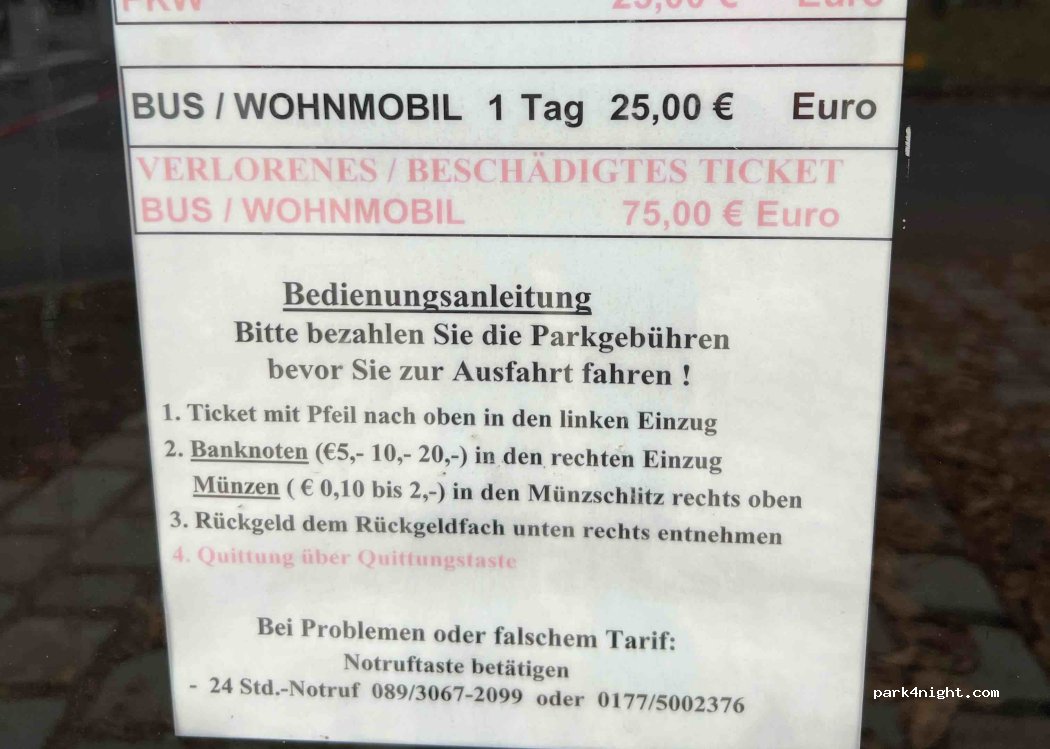 PKW 25,00 € Euro
BUS / WOHNMOBIL 1 Tag 25,00 € Euro
VERLORENES / BESCHÄDIGTES TICKET
BUS / WOHNMOBIL 75,00 € Euro
Bedienungsanleitung
Bitte bezahlen Sie die Parkgebühren
bevor Sie zur Ausfahrt fahren !
1. Ticket mit Pfeil nach oben in den linken Einzug
2. Banknoten (€5,- 10,- 20,-) in den rechten Einzug
Münzen ( € 0,10 bis 2,-) in den Münzschlitz rechts oben
3. Rückgeld dem Rückgeldfach unten rechts entnehmen
4. Quittung über Quittungstaste
Bei Problemen oder falschem Tarif:
Notruftaste betätigen
- 24 Std.-Notruf 089/3067-2099 oder 0177/5002376
park4night.com